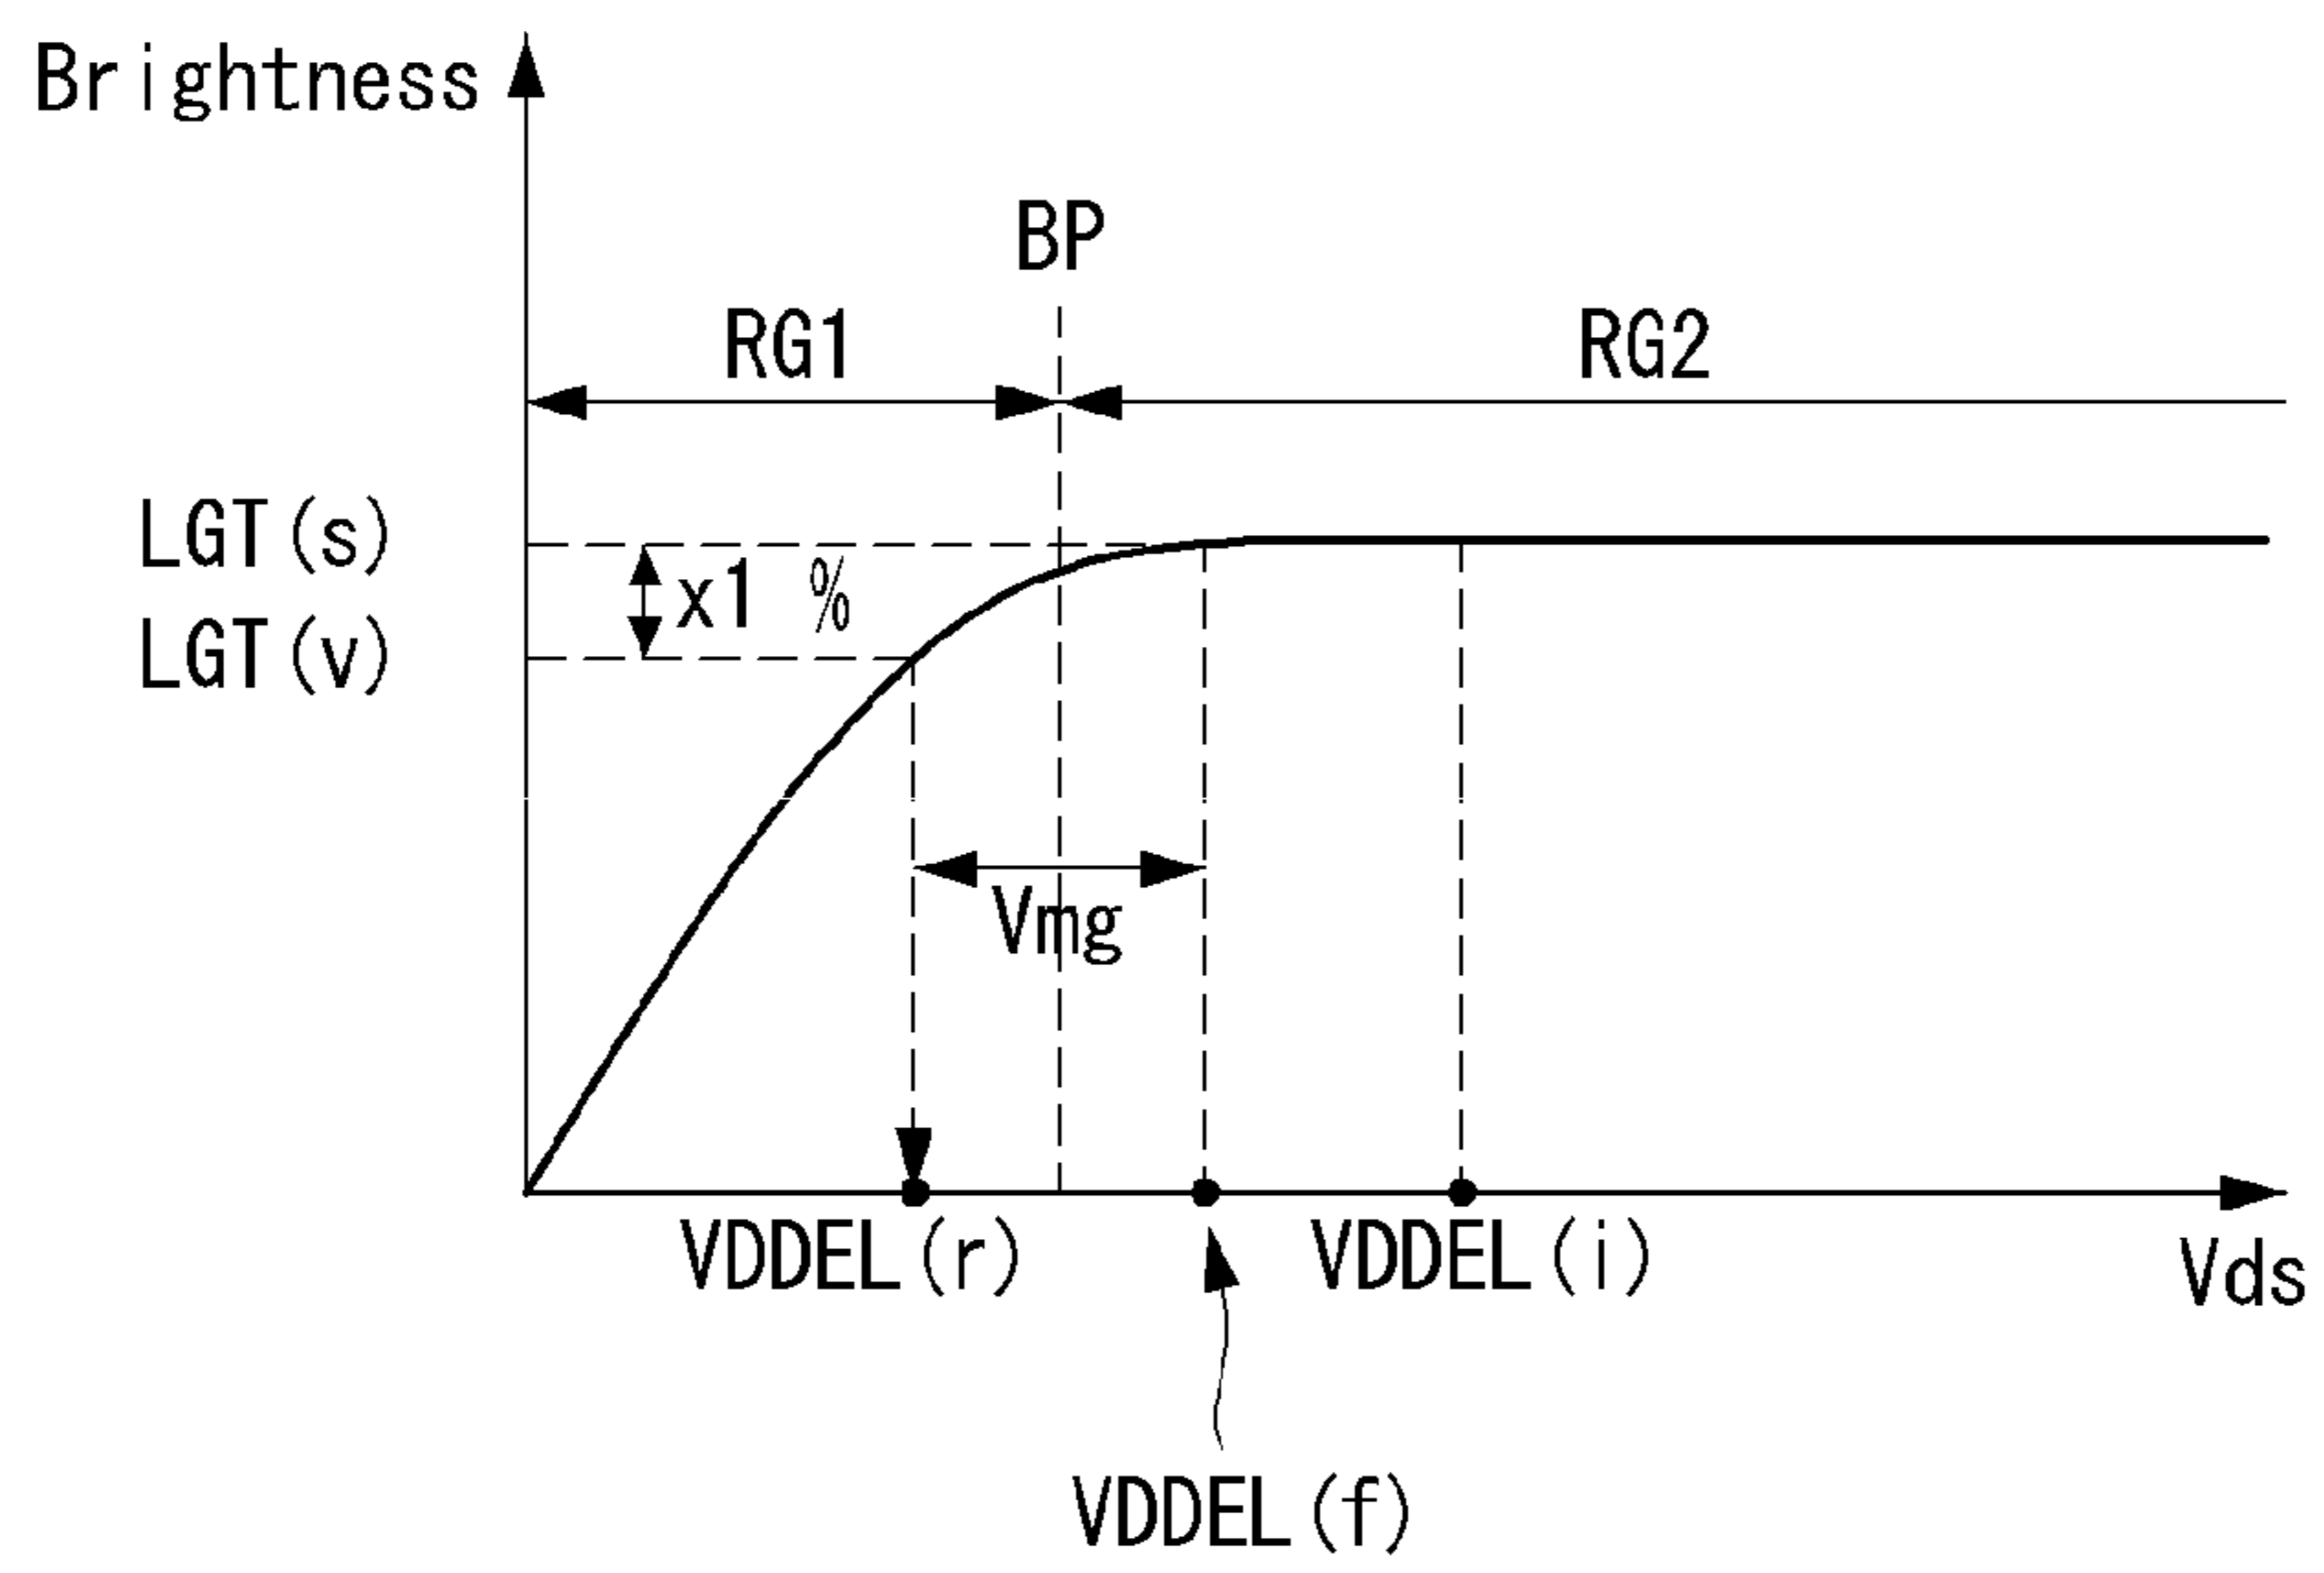 Brightness
BP
RG1
RG2
LGT(s)
x1 %
LGT(v)
Vmg
VDDEL(r)
VDDEL(i)
Vds
VDDEL(f)